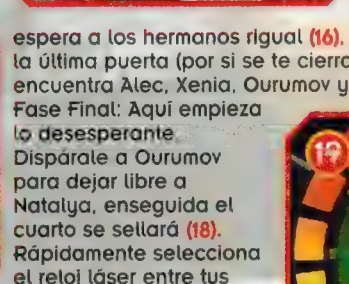 espera a los hermanos rigual (16).
la última puerta (por si se te cierra
encuentra Alec, Xenia, Ourumov y
Fase Final: Aquí empieza
lo desesperante.
Dispárale a Ourumov
para dejar libre a
Natalya, enseguida el
cuarto se sellará (18).
Rápidamente selecciona
el reloj láser entre tus